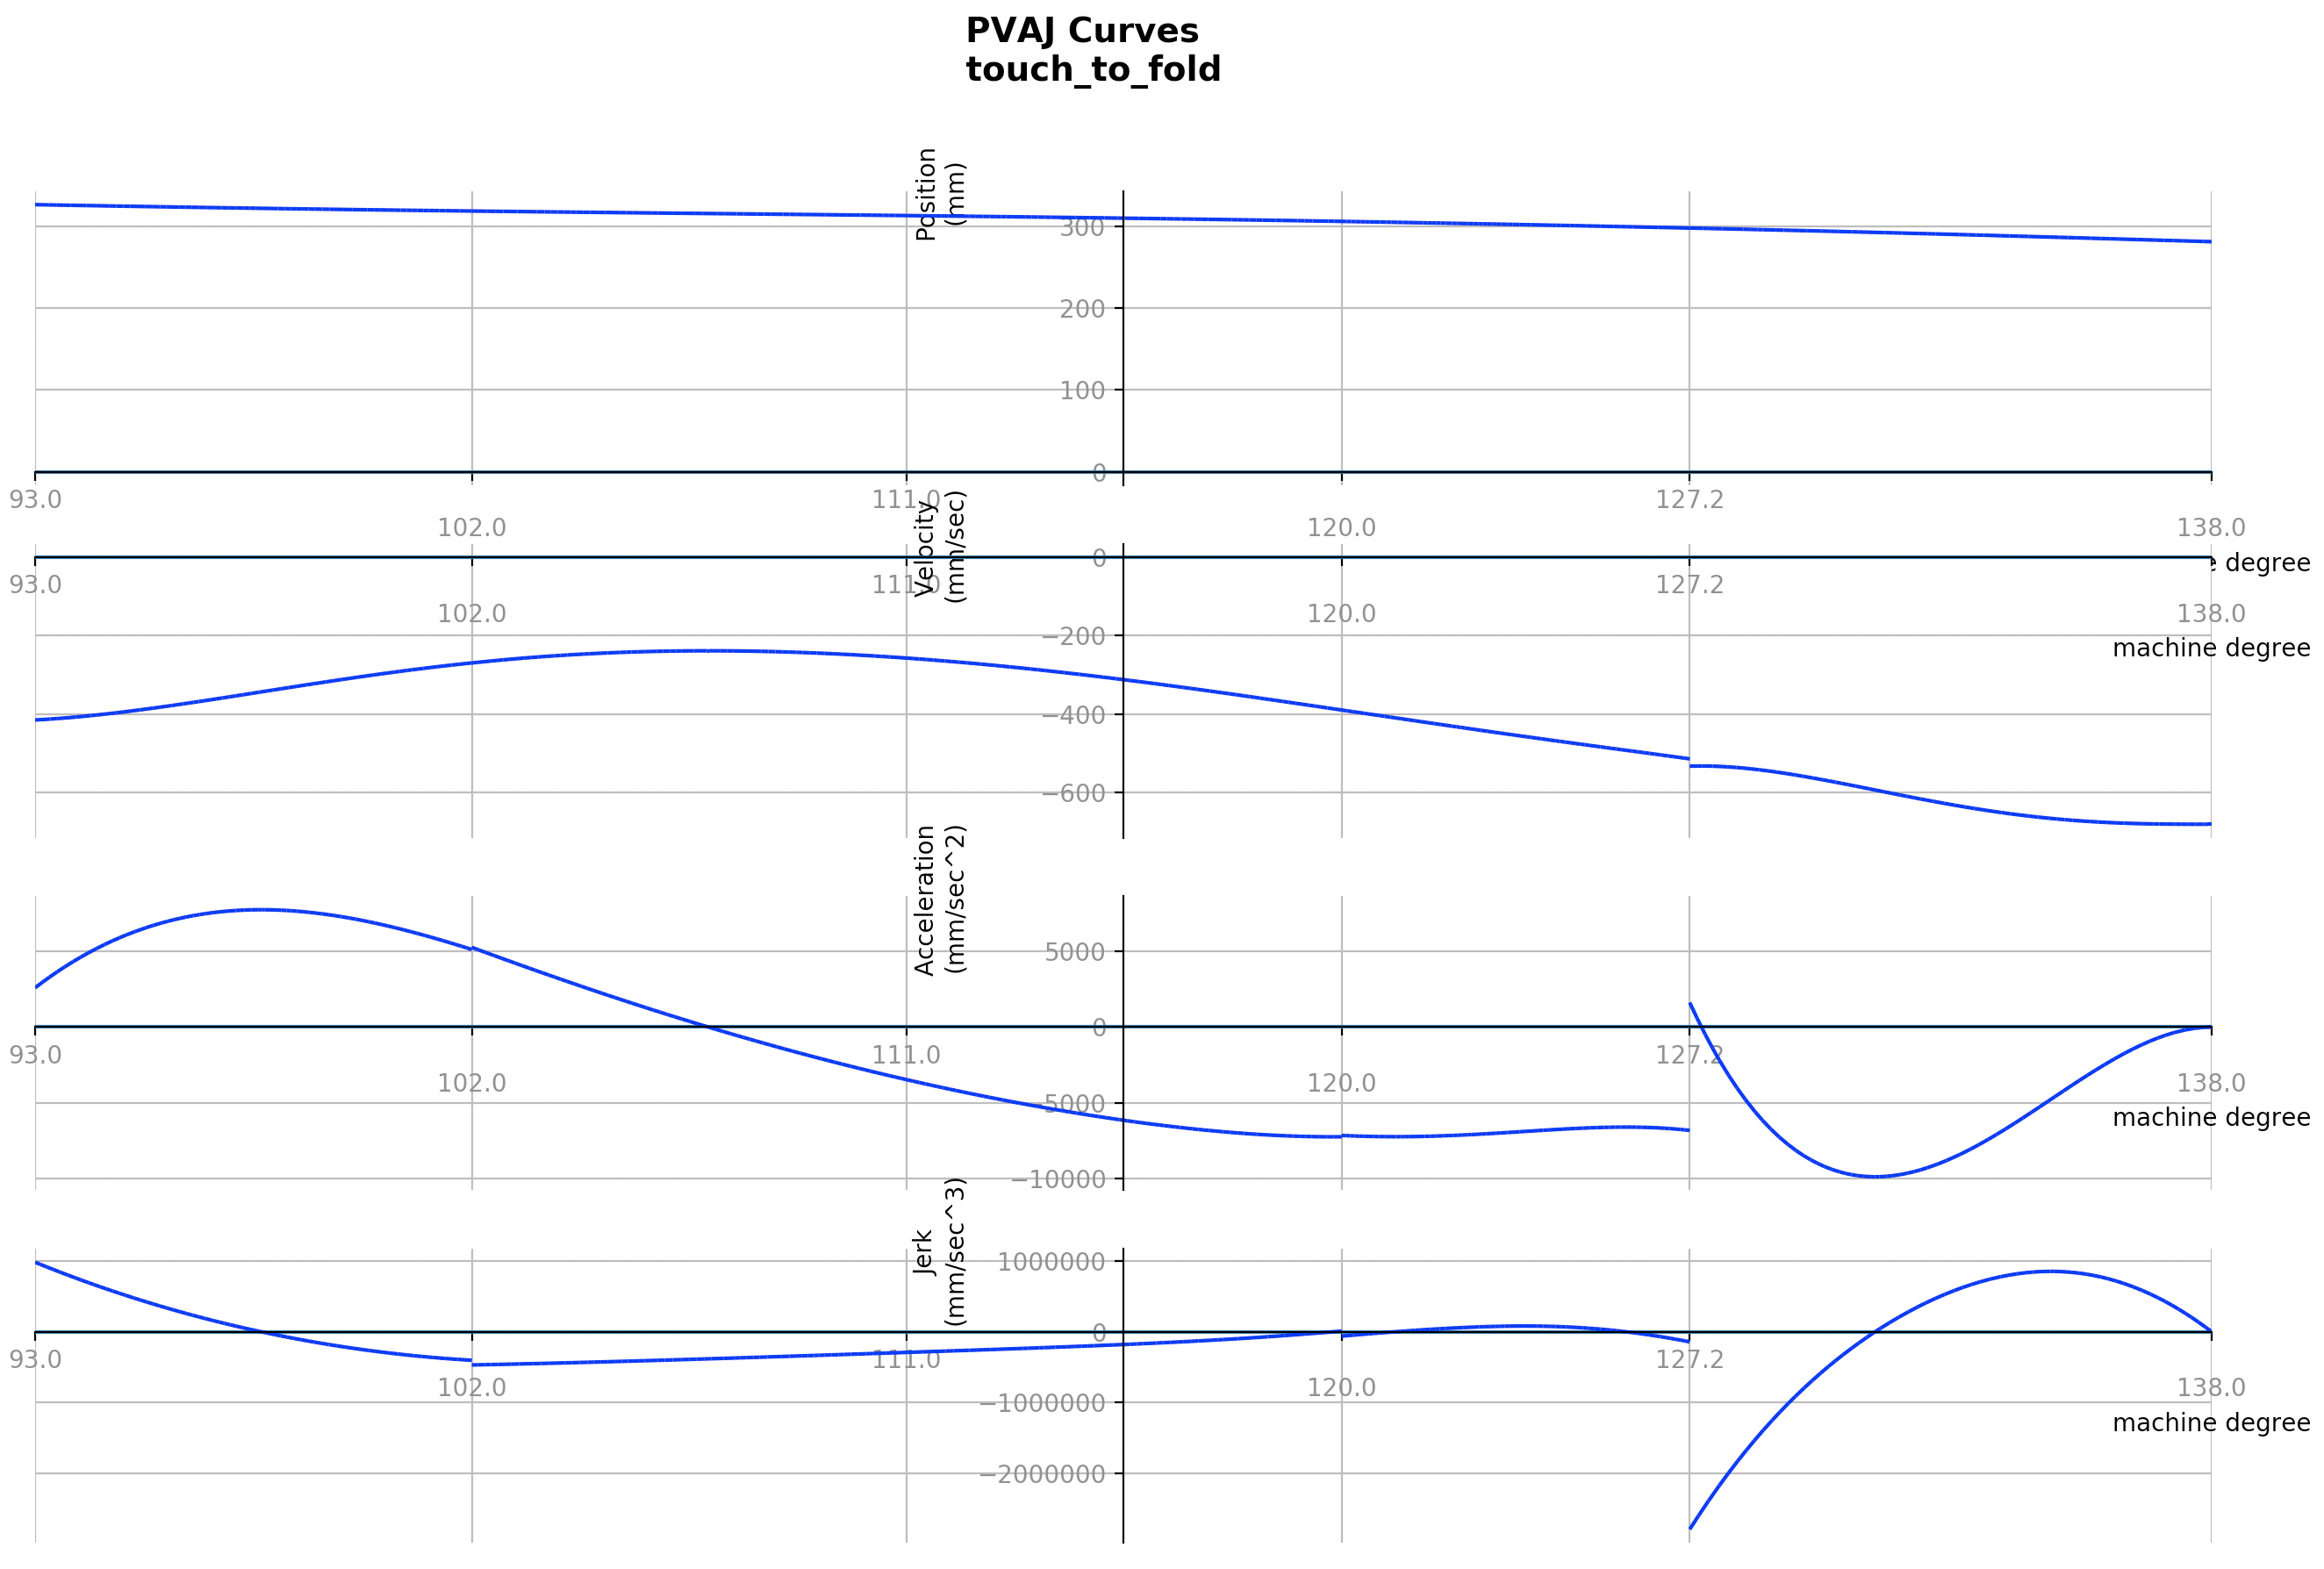 PVAJ Curves
touch_to_fold
Position
(mm)
300
200
100
0
93.0
102.0
111.0
120.0
127.2
138.0
e degree
Velocity
(mm/sec)
0
−200
−400
−600
93.0
102.0
111.0
120.0
127.2
138.0
machine degree
Acceleration
(mm/sec^2)
5000
0
−5000
−10000
93.0
102.0
111.0
120.0
127.2
138.0
machine degree
Jerk
(mm/sec^3)
1000000
0
−1000000
−2000000
93.0
102.0
111.0
120.0
127.2
138.0
machine degree